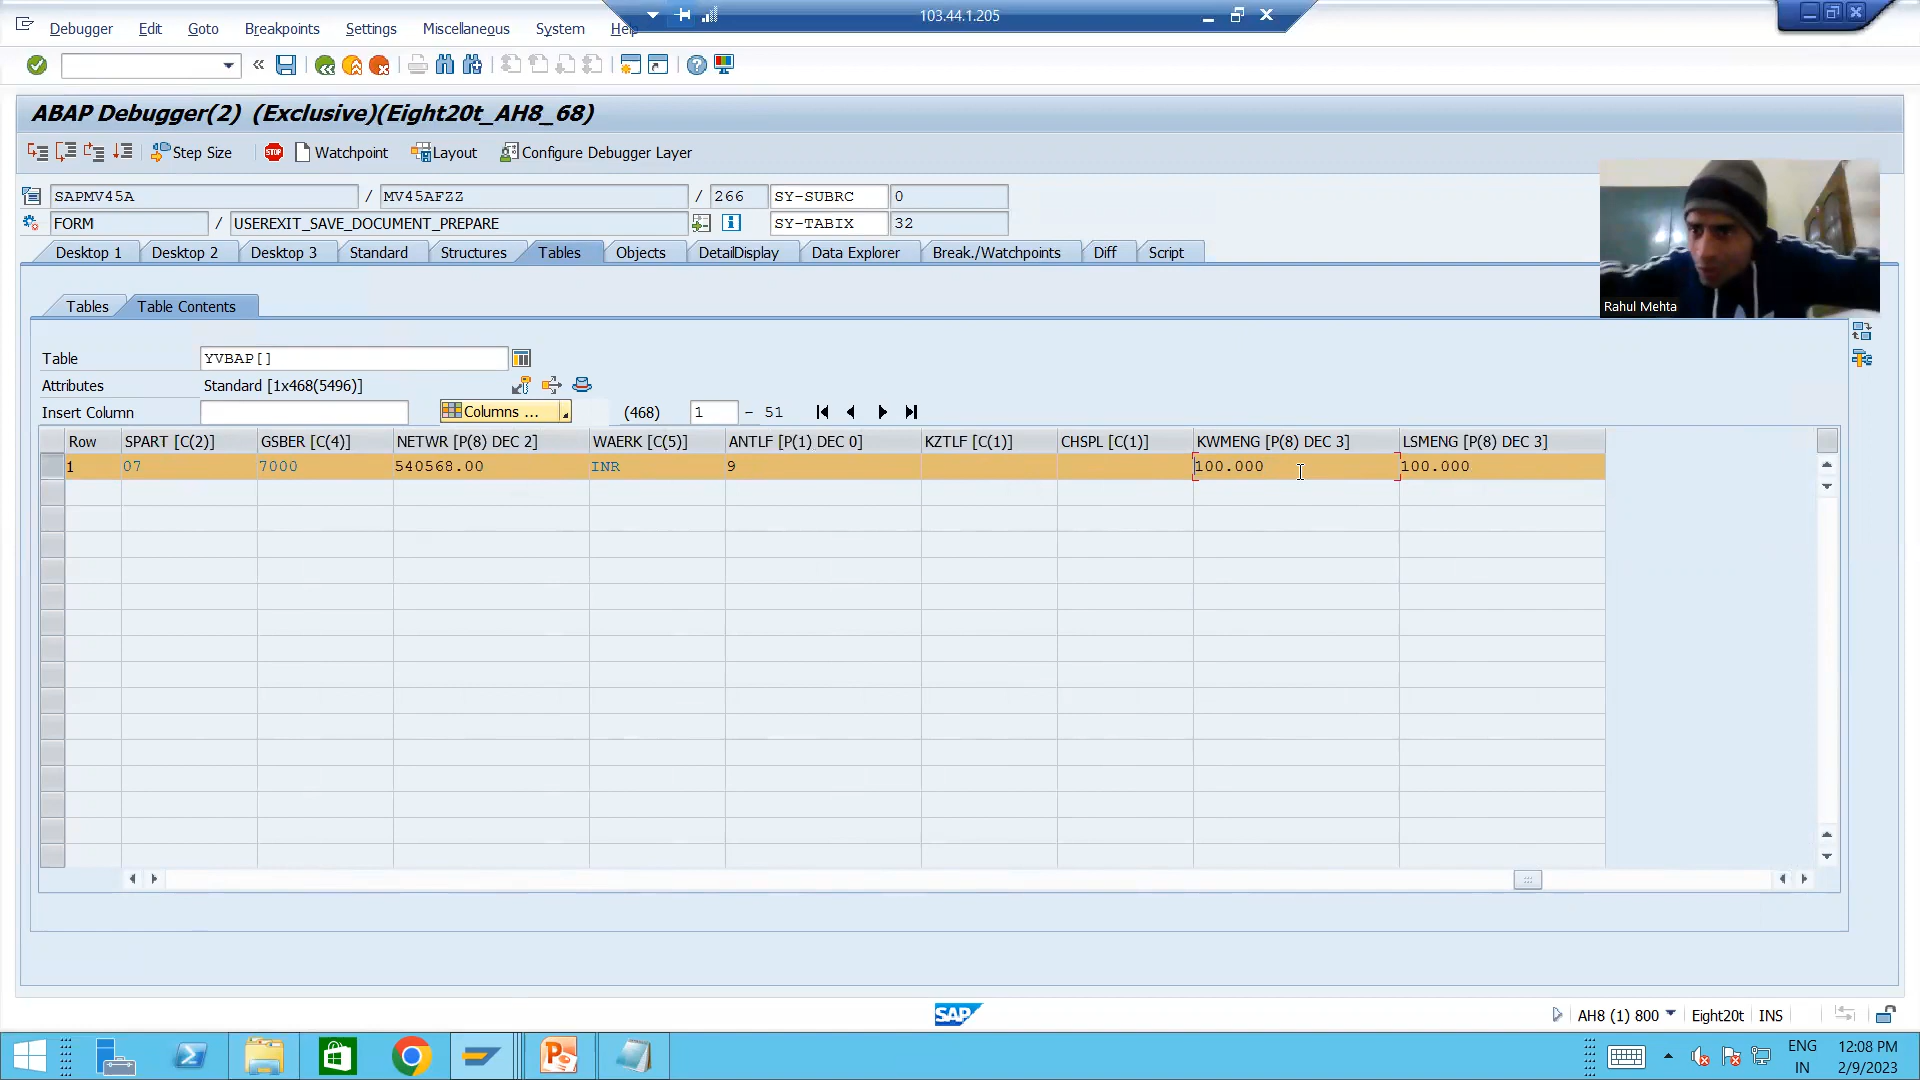 103.44.1.205
Debugger Edit Goto Breakpoints Settings Miscellaneous System Help
ABAP Debugger(2) (Exclusive)(Eight20t_AH8_68)
Step Size STOP Watchpoint Layout Configure Debugger Layer
SAPMV45A / MV45AFZZ / 266 SY-SUBRC 0
FORM / USEREXIT_SAVE_DOCUMENT_PREPARE SY-TABIX 32
Desktop 1 Desktop 2 Desktop 3 Standard Structures Tables Objects DetailDisplay Data Explorer Break./Watchpoints Diff Script
Rahul Mehta
Tables Table Contents
Table YVBAP[]
Attributes Standard [1x468(5496)]
Insert Column Columns ... (468) 1 - 51
Row SPART [C(2)] GSBER [C(4)] NETWR [P(8) DEC 2] WAERK [C(5)] ANTLF [P(1) DEC 0] KZTLF [C(1)] CHSPL [C(1)] KWMENG [P(8) DEC 3] LSMENG [P(8) DEC 3]
1 07 7000 540568.00 INR 9 100.000 100.000
SAP
AH8 (1) 800 Eight20t INS
ENG 12:08 PM
IN 2/9/2023